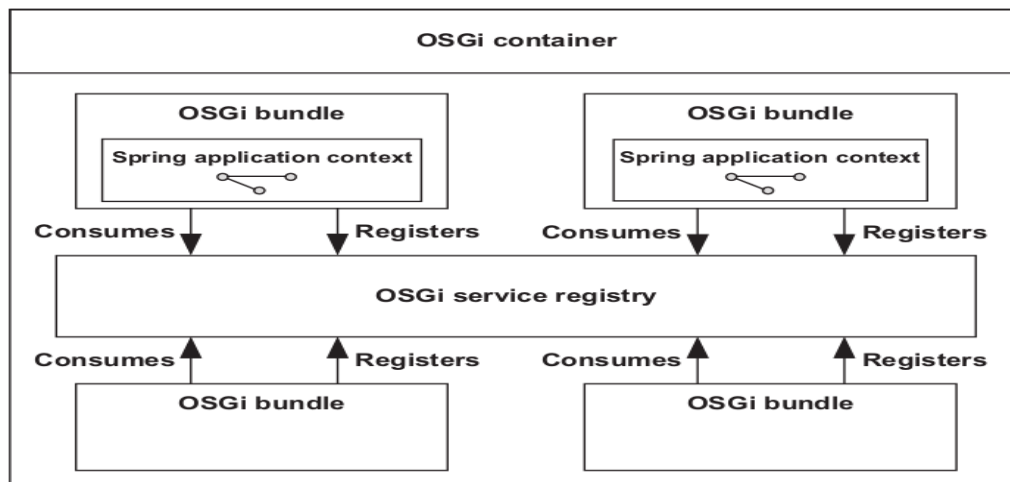 OSGi container
OSGi bundle
OSGi bundle
Spring application context
Spring application context
Consumes
Registers
Consumes
Registers
OSGi service registry
Consumes
Registers
Consumes
Registers
OSGi bundle
OSGi bundle